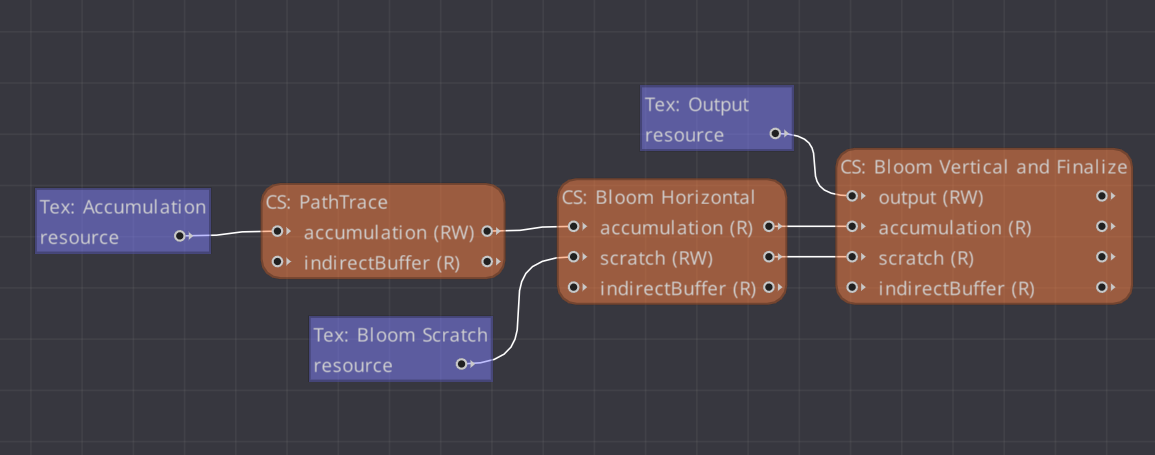 Tex: Output
resource
CS: Bloom Vertical and Finalize
output (RW)
accumulation (R)
scratch (R)
indirectBuffer (R)
CS: Bloom Horizontal
accumulation (R)
scratch (RW)
indirectBuffer (R)
CS: PathTrace
accumulation (RW)
indirectBuffer (R)
Tex: Accumulation
resource
Tex: Bloom Scratch
resource